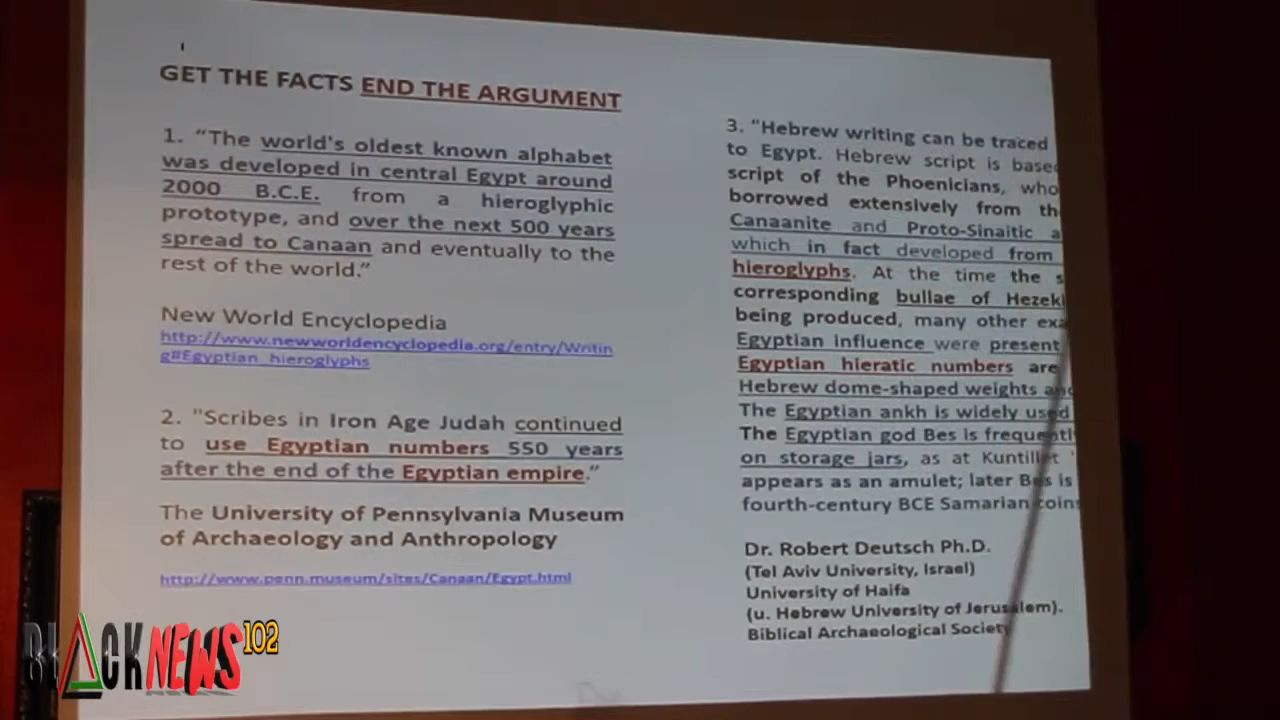 GET THE FACTS END THE ARGUMENT
1. "The world's oldest known alphabet
was developed in central Egypt around
2000 B.C.E. from a hieroglyphic
prototype, and over the next 500 years
spread to Canaan and eventually to the
rest of the world."
New World Encyclopedia
http://www.newworldencyclopedia.org/entry/Writin
g#Egyptian_hieroglyphs
2. "Scribes in Iron Age Judah continued
to use Egyptian numbers 550 years
after the end of the Egyptian empire."
The University of Pennsylvania Museum
of Archaeology and Anthropology
http://www.penn.museum/sites/Canaan/Egypt.html
3. "Hebrew writing can be traced
to Egypt. Hebrew script is
script of the Phoenicians, who
borrowed extensively from
Canaanite and Proto-Sinaitic
which in fact developed from
hieroglyphs. At the time the
corresponding bullae of
being produced, many other
Egyptian influence were present
Egyptian hieratic numbers are
Hebrew dome-shaped weights
The Egyptian ankh is widely used
The Egyptian god Bes is
on storage jars, as at Kuntillet
appears as an amulet; later Bes is
fourth-century BCE Samarian coins
Dr. Robert Deutsch Ph.D.
(Tel Aviv University, Israel)
University of Haifa
(u. Hebrew University of Jerusalem).
Biblical Archaeological Society
BLACK NEWS 102